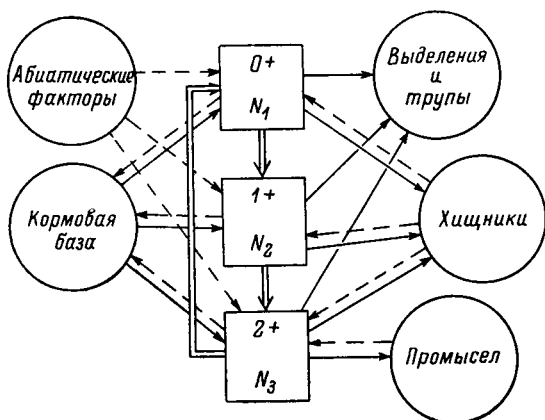 Абиатические
факторы
0+
N1
Выделения
и
трупы
Кормовая
база
1+
N2
Хищники
2+
N3
Промысел